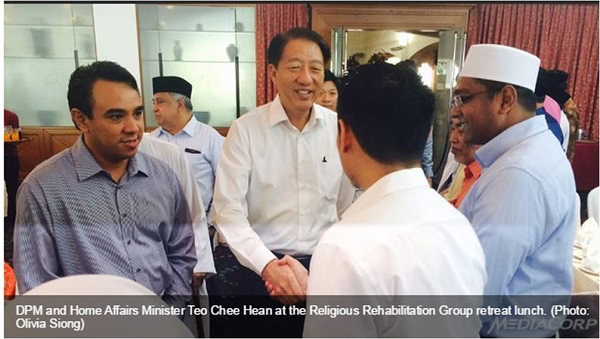 DPM and Home Affairs Minister Teo Chee Hean at the Religious Rehabilitation Group retreat lunch. (Photo:
Olivia Siong)
MEDIACORP